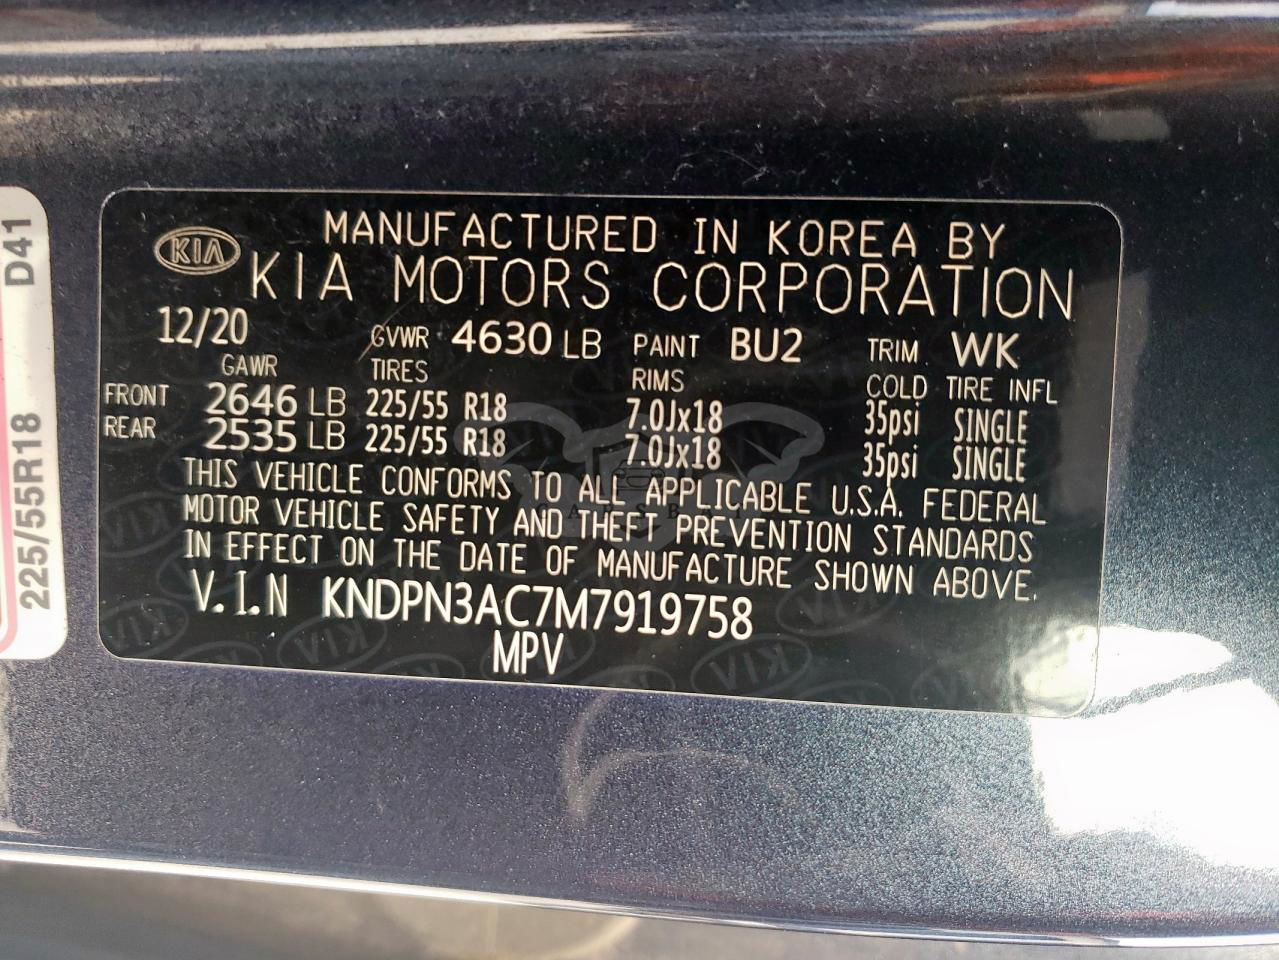 MANUFACTURED IN KOREA BY
KIA KIA MOTORS CORPORATION
12/20 GVWR 4630 LB PAINT BU2 TRIM WK
GAWR TIRES RIMS COLD TIRE INFL
FRONT 2646 LB 225/55 R18 7.0Jx18 35psi SINGLE
REAR 2535 LB 225/55 R18 7.0Jx18 35psi SINGLE
THIS VEHICLE CONFORMS TO ALL APPLICABLE U.S.A. FEDERAL
MOTOR VEHICLE SAFETY AND THEFT PREVENTION STANDARDS
IN EFFECT ON THE DATE OF MANUFACTURE SHOWN ABOVE.
V.I.N KNDPN3AC7M7919758
MPV
225/55R18 D41